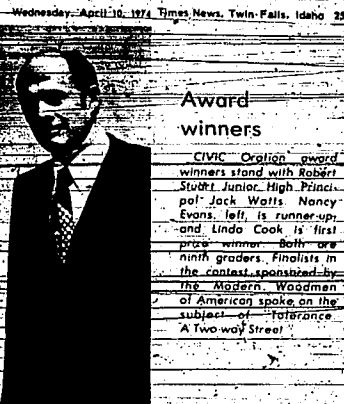 Wednesday, April 10, 1974 Times-News, Twin Falls, Idaho 25
Award
winners
CIVIC Oration award
winners stand with Robert
Stuart Junior High Princi-
pal Jack Watts. Nancy
Evans, left, is runner-up,
and Linda Cook is first
prize winner. Both are
ninth graders. Finalists in
the contest sponsored by
the Modern Woodmen
of American spoke on the
subject of "Tolerance
A Two-way Street"